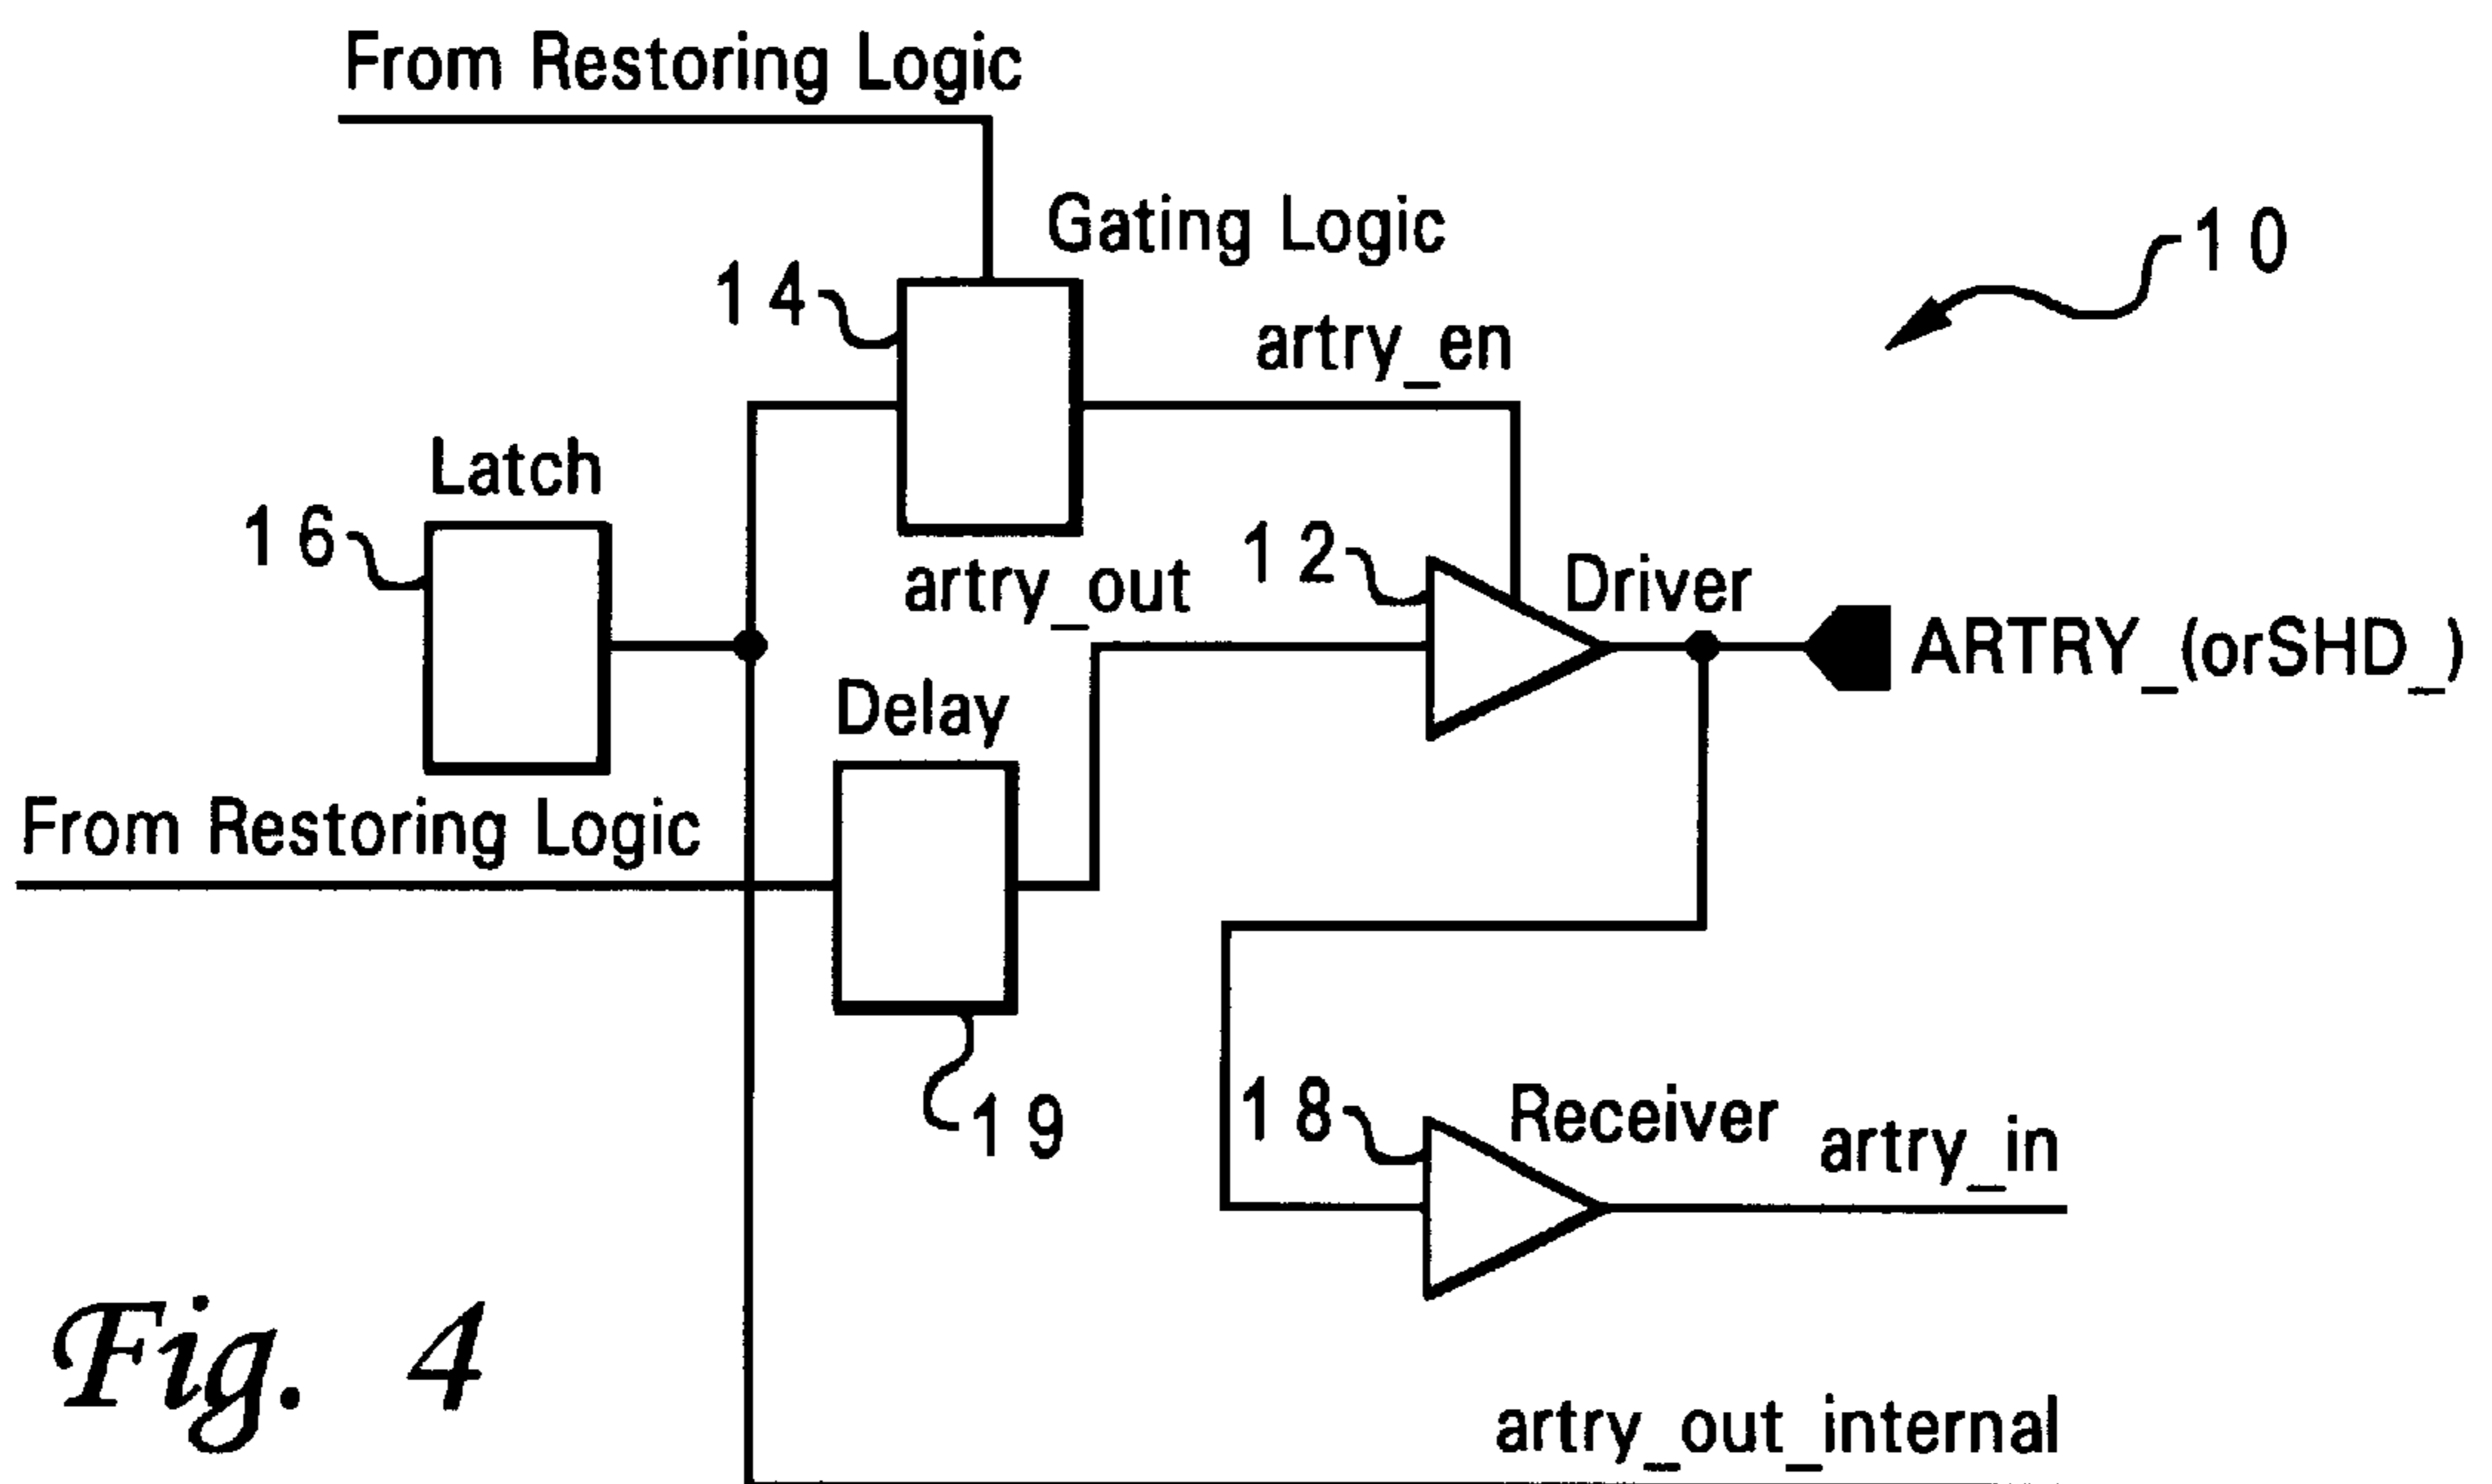 From Restoring Logic
Gating Logic
10
14
artry_en
Latch
16
artry_out
12
Driver
ARTRY_(orSHD_)
Delay
From Restoring Logic
19
18
Receiver
artry_in
Fig. 4
artry_out_internal